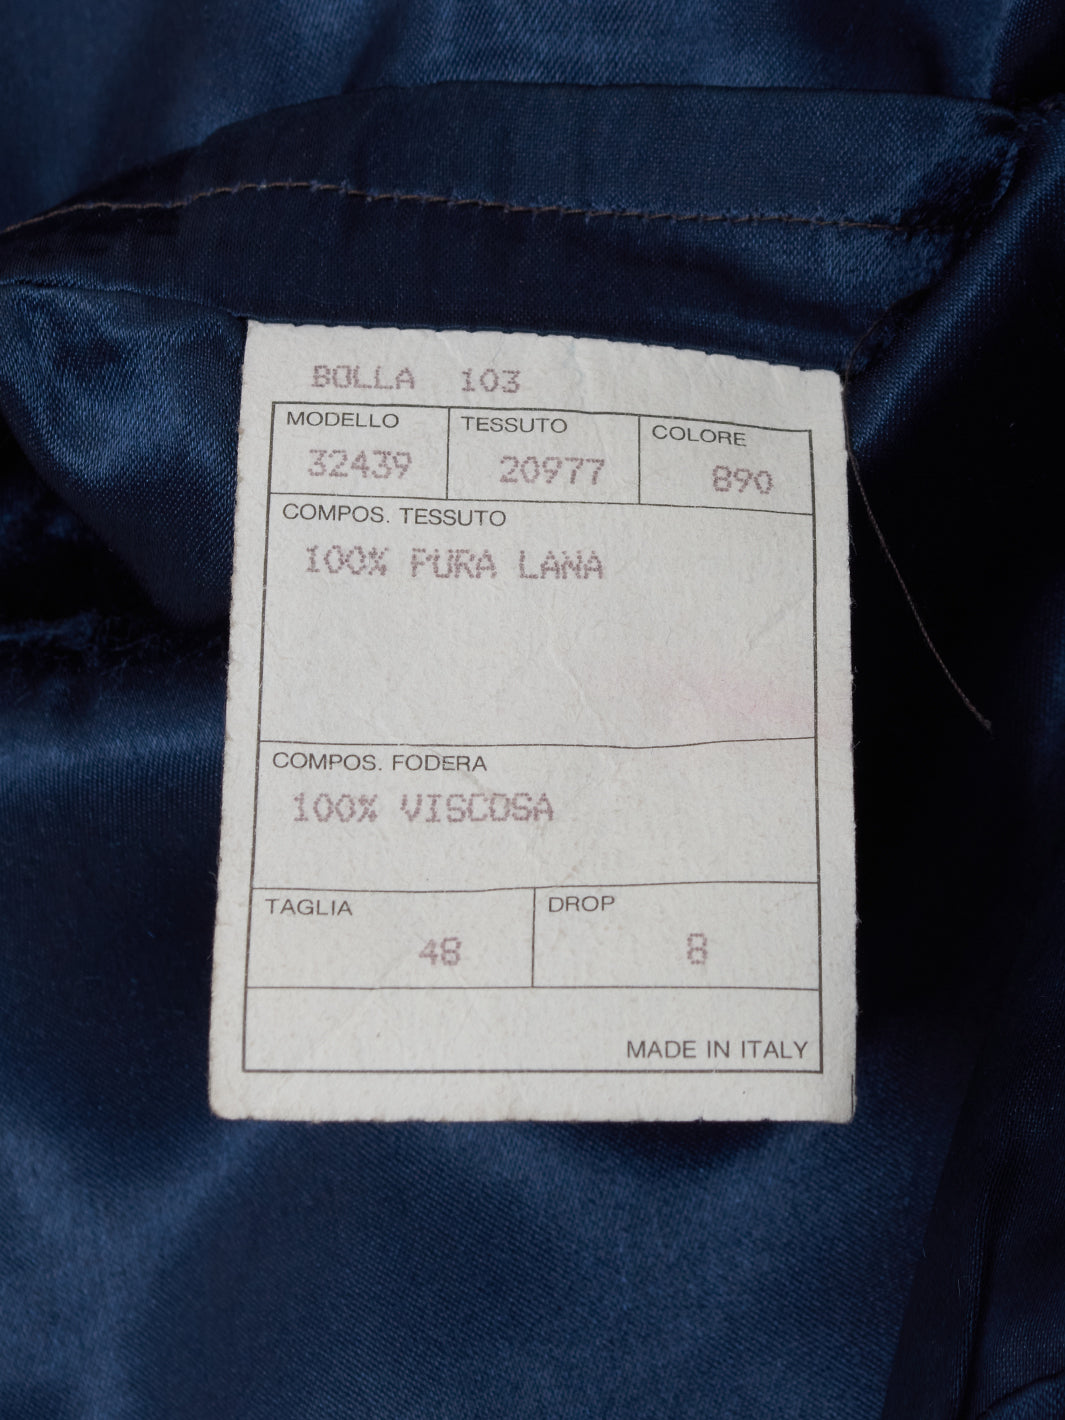 BOLLA 103
MODELLO TESSUTO COLORE
32439 20977 890
COMPOS. TESSUTO
100% PURA LANA
COMPOS. FODERA
100% VISCOSA
TAGLIA DROP
48 8
MADE IN ITALY